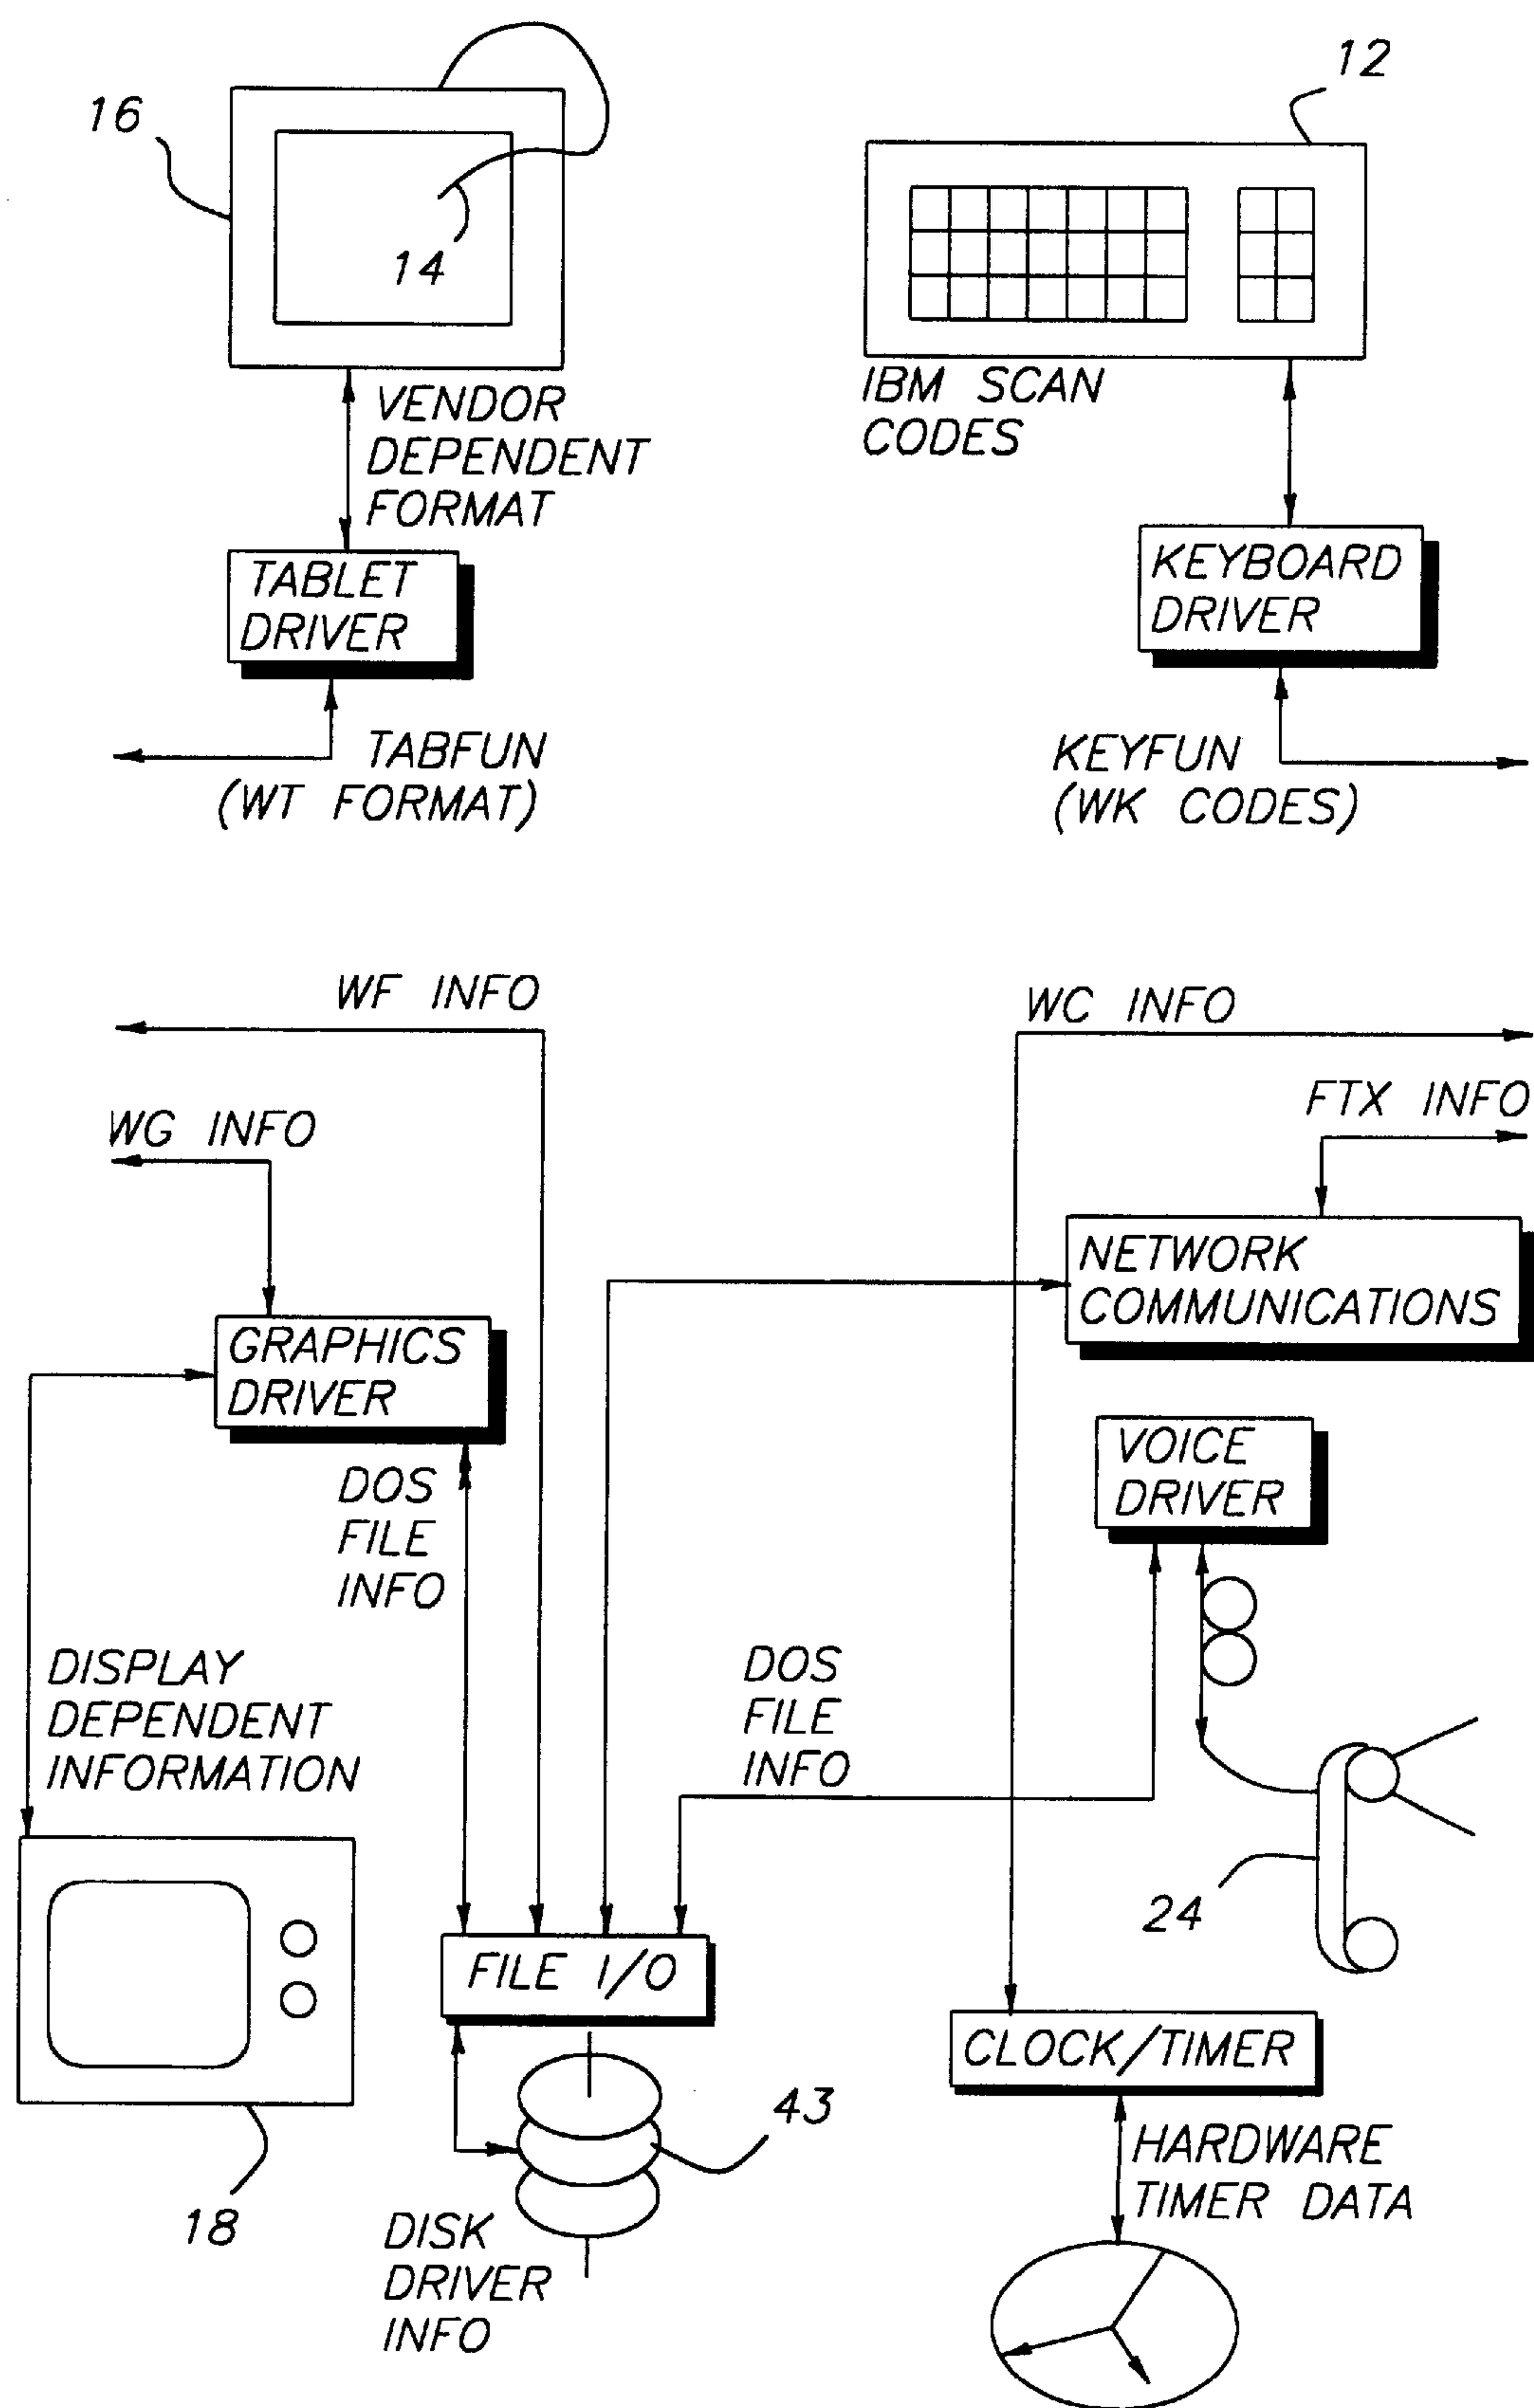 12
16
14
VENDOR
DEPENDENT
FORMAT
IBM SCAN
CODES
TABLET
DRIVER
KEYBOARD
DRIVER
TABFUN
(WT FORMAT)
KEYFUN
(WK CODES)
WF INFO
WC INFO
WG INFO
FTX INFO
NETWORK
COMMUNICATIONS
GRAPHICS
DRIVER
VOICE
DRIVER
DOS
FILE
INFO
DISPLAY
DEPENDENT
INFORMATION
DOS
FILE
INFO
24
FILE I/O
CLOCK/TIMER
43
18
HARDWARE
TIMER DATA
DISK
DRIVER
INFO